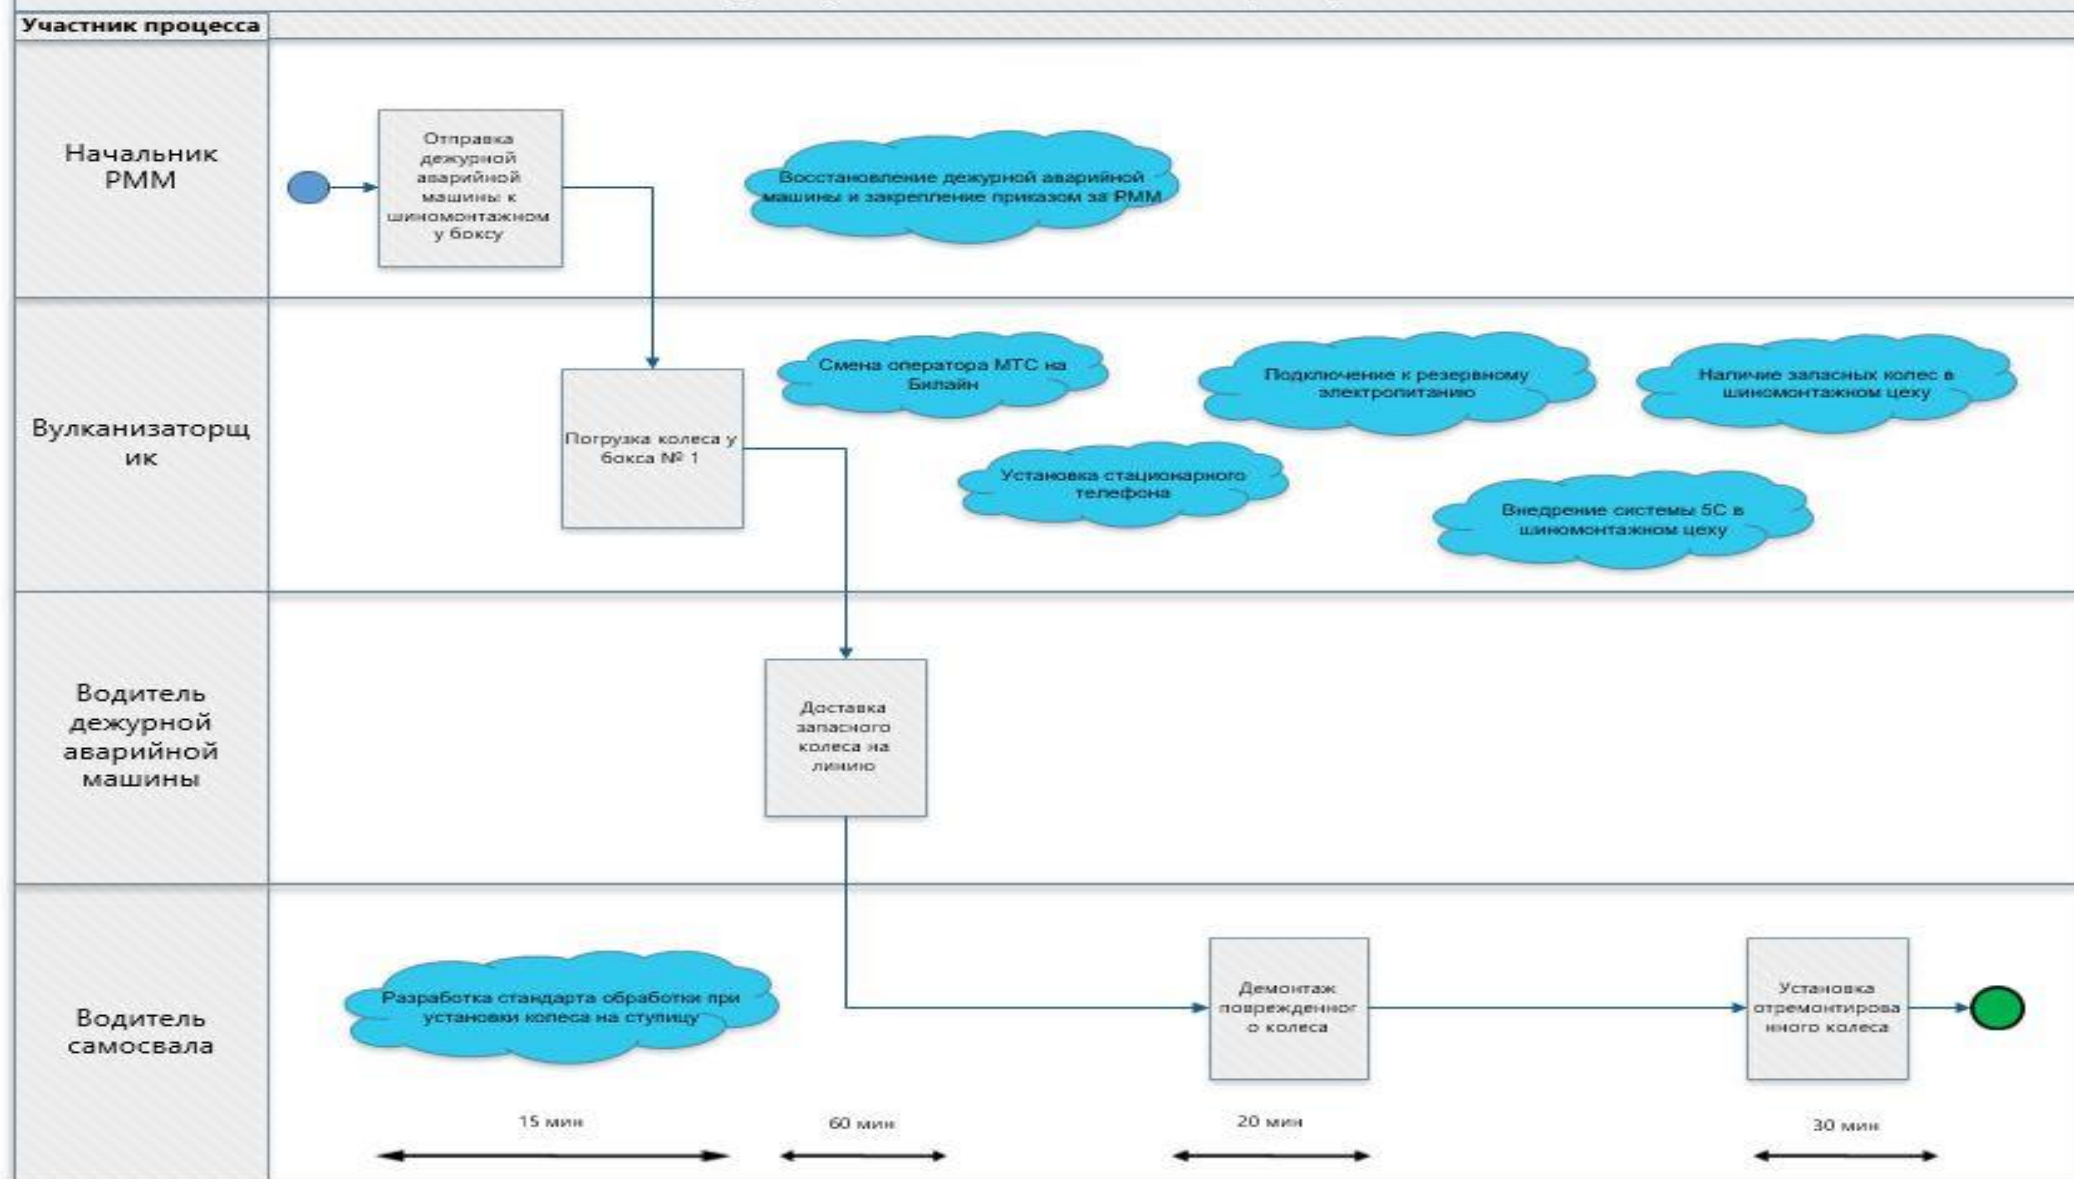 Участник процесса
Начальник
РММ
Отправка
дежурной
аварийной
машины к
шиномонтажном
у боксу
Восстановление дежурной аварийной
машины и закрепление приказом за РММ
Вулканизаторщ
ик
Погрузка колеса у
бокса № 1
Смена оператора МТС на
Билайн
Подключение к резервному
электропитанию
Наличие запасных колес в
шиномонтажном цеху
Установка стационарного
телефона
Внедрение системы 5С в
шиномонтажном цеху
Водитель
дежурной
аварийной
машины
Доставка
запасного
колеса на
линию
Водитель
самосвала
Разработка стандарта обработки при
установки колеса на ступицу
Демонтаж
поврежденног
о колеса
Установка
отремонтирова
нного колеса
15 мин
60 мин
20 мин
30 мин